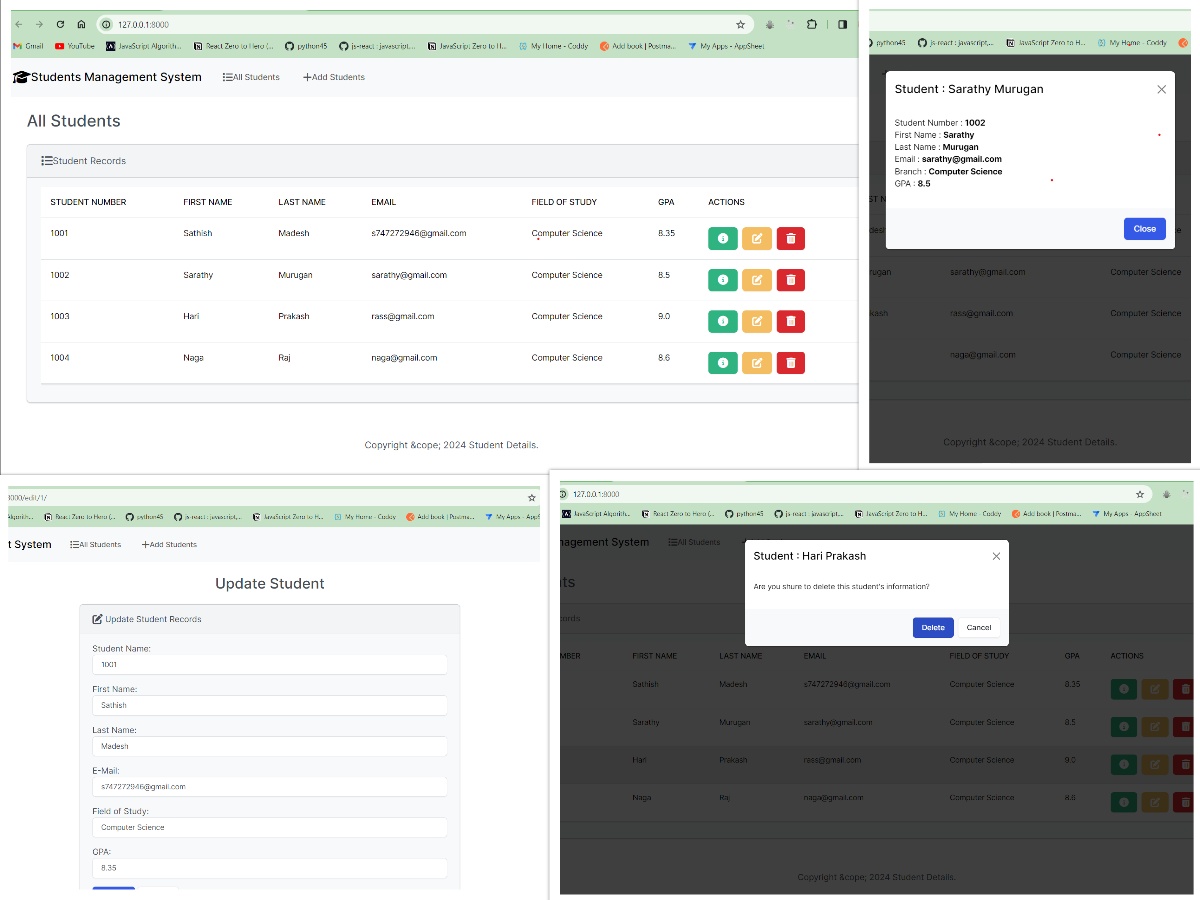 127.0.0.1:8000
Gmail YouTube JavaScript Algorith... React Zero to Hero (... python45 js-react : javascript,... JavaScript Zero to H... My Home - Coddy Add book | Postma... My Apps - AppSheet
Students Management System All Students +Add Students
All Students
Student Records
STUDENT NUMBER FIRST NAME LAST NAME EMAIL FIELD OF STUDY GPA ACTIONS
1001 Sathish Madesh s747272946@gmail.com Computer Science 8.35
1002 Sarathy Murugan sarathy@gmail.com Computer Science 8.5
1003 Hari Prakash rass@gmail.com Computer Science 9.0
1004 Naga Raj naga@gmail.com Computer Science 8.6
Copyright &cope; 2024 Student Details.
python45 js-react : javascript,... JavaScript Zero to H... My Home - Coddy
Student : Sarathy Murugan
Student Number : 1002
First Name : Sarathy
Last Name : Murugan
Email : sarathy@gmail.com
Branch : Computer Science
GPA : 8.5
Close
rugan sarathy@gmail.com Computer Science
kash rass@gmail.com Computer Science
naga@gmail.com Computer Science
Copyright &cope; 2024 Student Details.
8000/edit/1/
Algorith... React Zero to Hero (... python45 js-react : javascript,... JavaScript Zero to H... My Home - Coddy Add book | Postma... My Apps - AppS
t System All Students +Add Students
Update Student
Update Student Records
Student Name:
1001
First Name:
Sathish
Last Name:
Madesh
E-Mail:
s747272946@gmail.com
Field of Study:
Computer Science
GPA:
8.35
127.0.0.1:8000
JavaScript Algorith... React Zero to Hero (... python45 js-react : javascript,... JavaScript Zero to H... My Home - Coddy Add book | Postma... My Apps - AppSheet
nagement System All Students
Student : Hari Prakash
Are you shure to delete this student's information?
Delete Cancel
ts
ords
MBER FIRST NAME LAST NAME EMAIL FIELD OF STUDY GPA ACTIONS
Sathish Madesh s747272946@gmail.com Computer Science 8.35
Sarathy Murugan sarathy@gmail.com Computer Science 8.5
Hari Prakash rass@gmail.com Computer Science 9.0
Naga Raj naga@gmail.com Computer Science 8.6
Copyright &cope; 2024 Student Details.